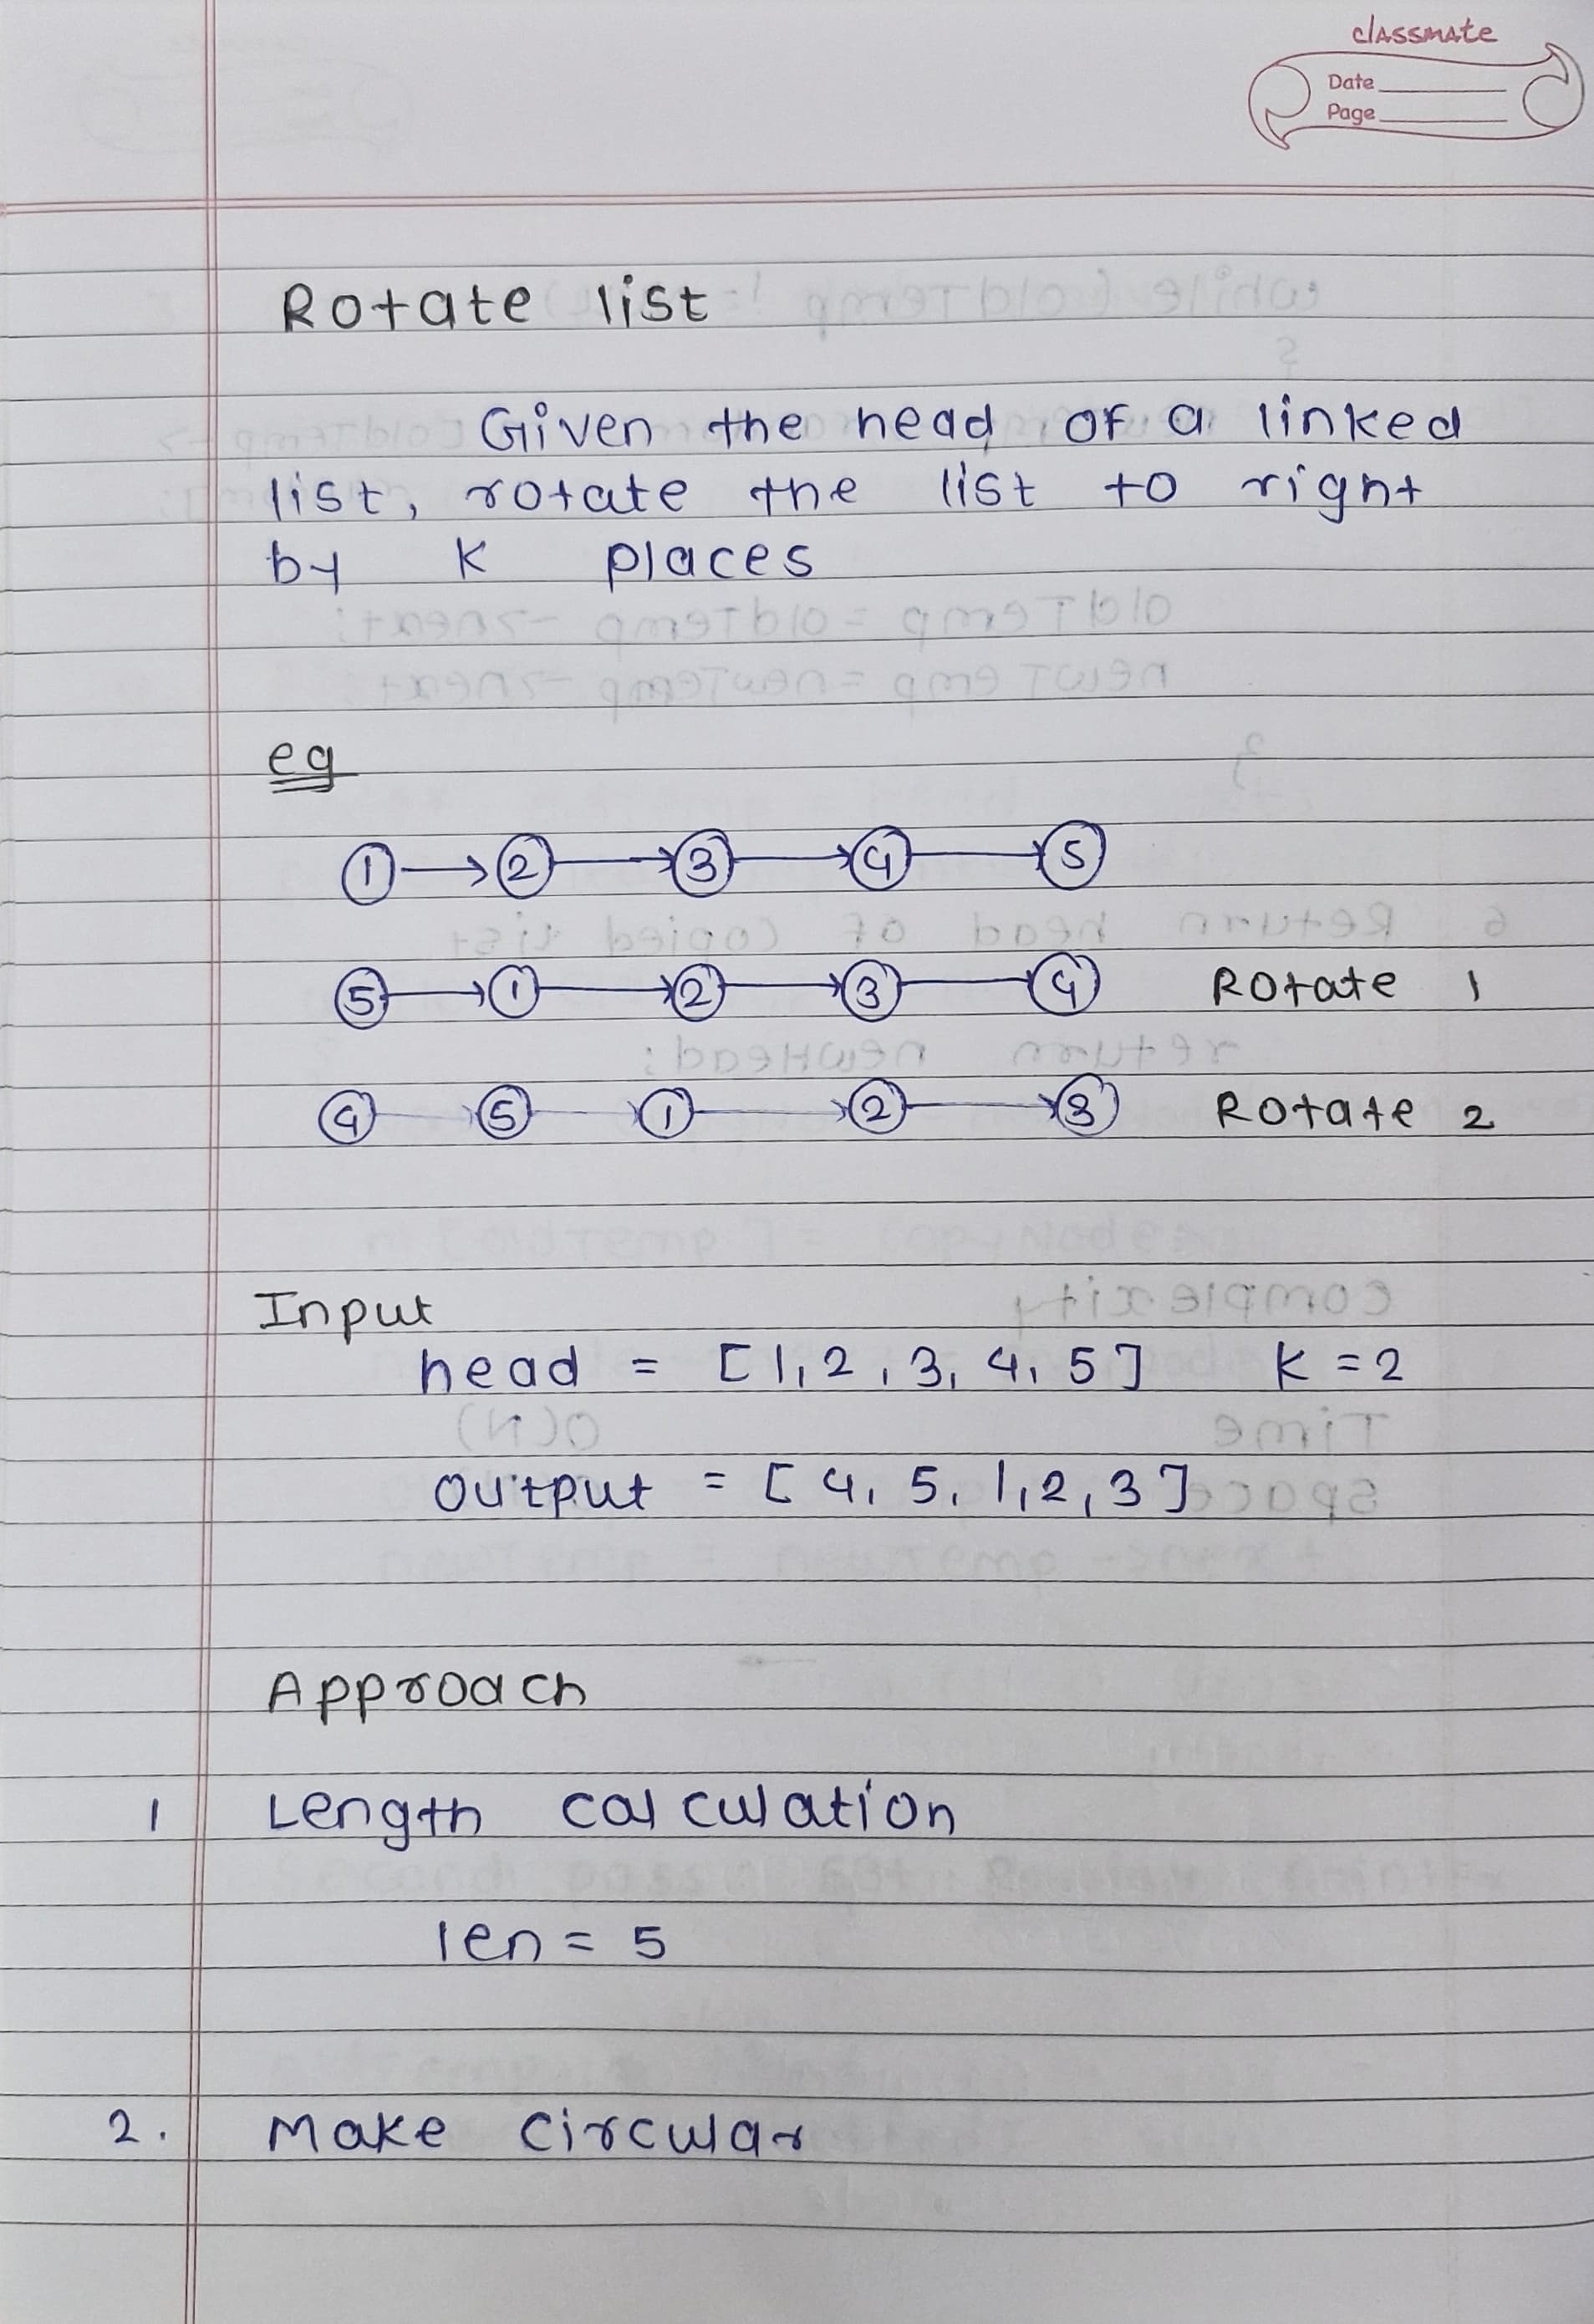 classmate
Date
Page
Rotate list
Given the head of a linked
list, rotate the list to right
by K places
eg
1 → 2 → 3 → 4 → 5
5 → 1 → 2 → 3 → 4 Rotate 1
4 → 5 → 1 → 2 → 3 Rotate 2
Input
head = [1, 2, 3, 4, 5] K = 2
output = [4, 5, 1, 2, 3]
Approach
1 Length calculation
len = 5
2. Make circular